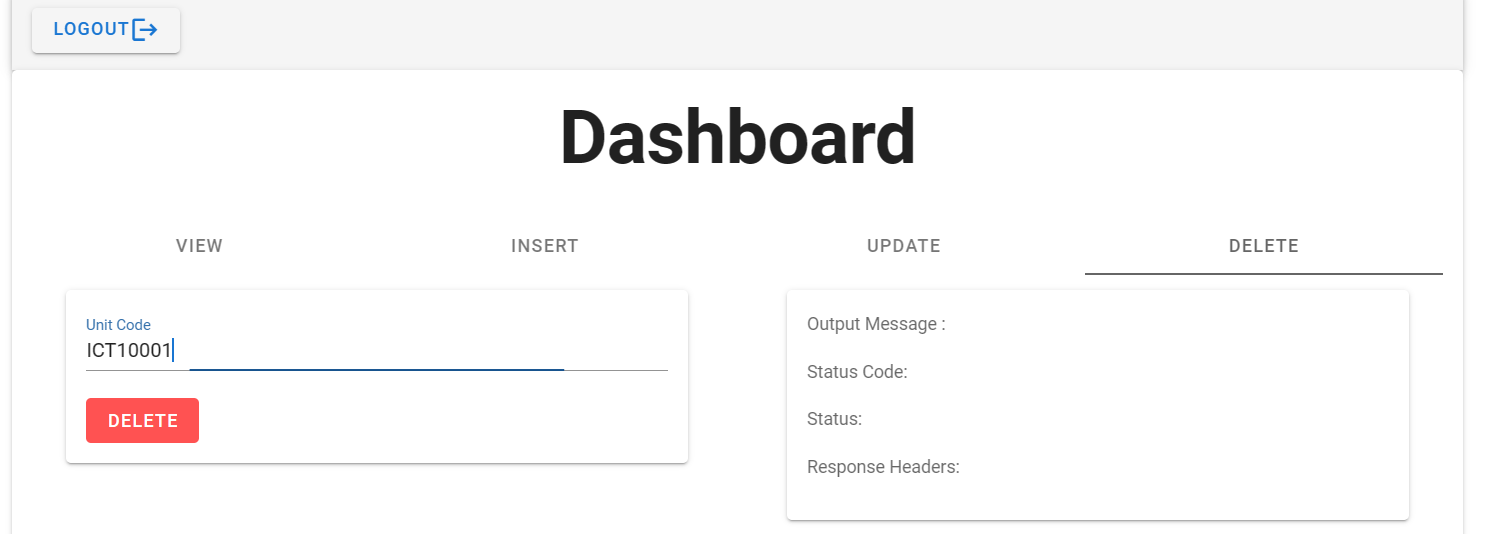 LOGOUT
Dashboard
VIEW INSERT UPDATE DELETE
Unit Code
ICT10001
DELETE
Output Message :
Status Code:
Status:
Response Headers: